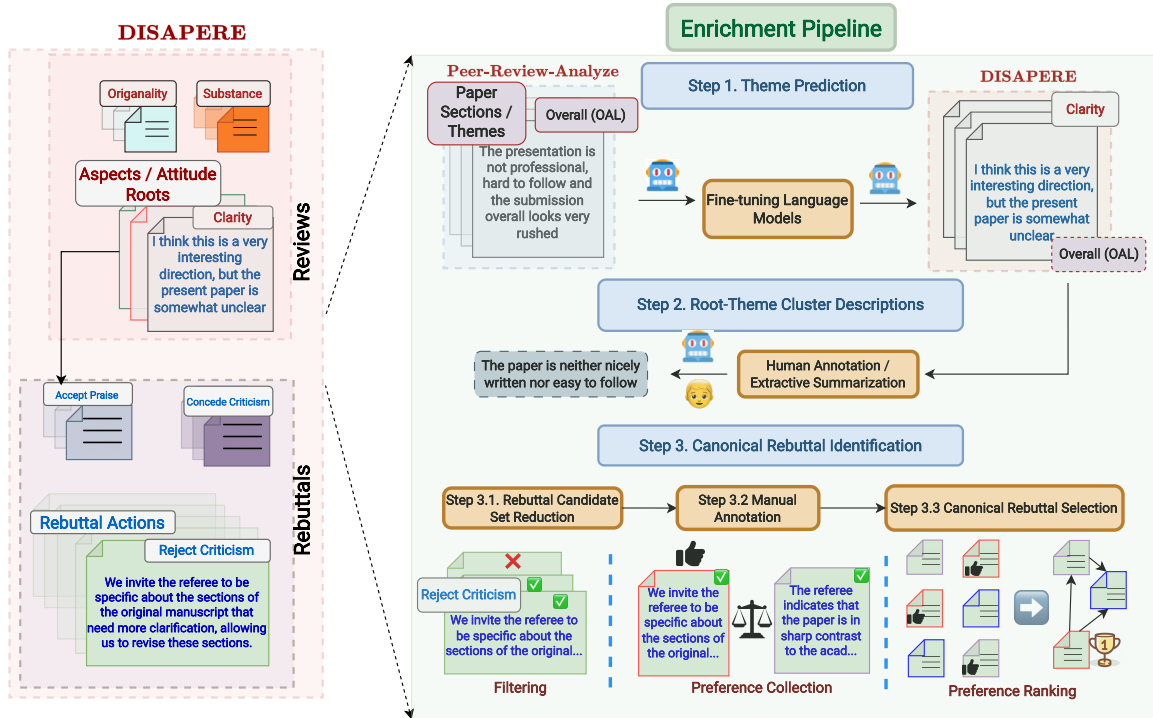 DISAPERE
Origanality
Substance
Aspects / Attitude
Roots
Clarity
I think this is a very
interesting
direction, but the
present paper is
somewhat unclear
Reviews
Accept Praise
Concede Criticism
Rebuttal Actions
Reject Criticism
We invite the referee to be
specific about the sections
of the original manuscript that
need more clarification, allowing
us to revise these sections.
Rebuttals
Enrichment Pipeline
Peer-Review-Analyze
Paper
Sections /
Themes
Overall (OAL)
The presentation is
not professional,
hard to follow and
the submission
overall looks very
rushed
Step 1. Theme Prediction
Fine-tuning Language
Models
DISAPERE
Clarity
I think this is a very
interesting direction,
but the present
paper is somewhat
unclear
Overall (OAL)
Step 2. Root-Theme Cluster Descriptions
The paper is neither nicely
written nor easy to follow
Human Annotation /
Extractive Summarization
Step 3. Canonical Rebuttal Identification
Step 3.1. Rebuttal Candidate
Set Reduction
Step 3.2 Manual
Annotation
Step 3.3 Canonical Rebuttal Selection
Reject Criticism
We invite the referee to
be specific about the
sections of the original...
Filtering
We invite the
referee to be
specific about
the sections of
the original...
The referee
indicates that
the paper is in
sharp contrast
to the acad...
Preference Collection
1
Preference Ranking